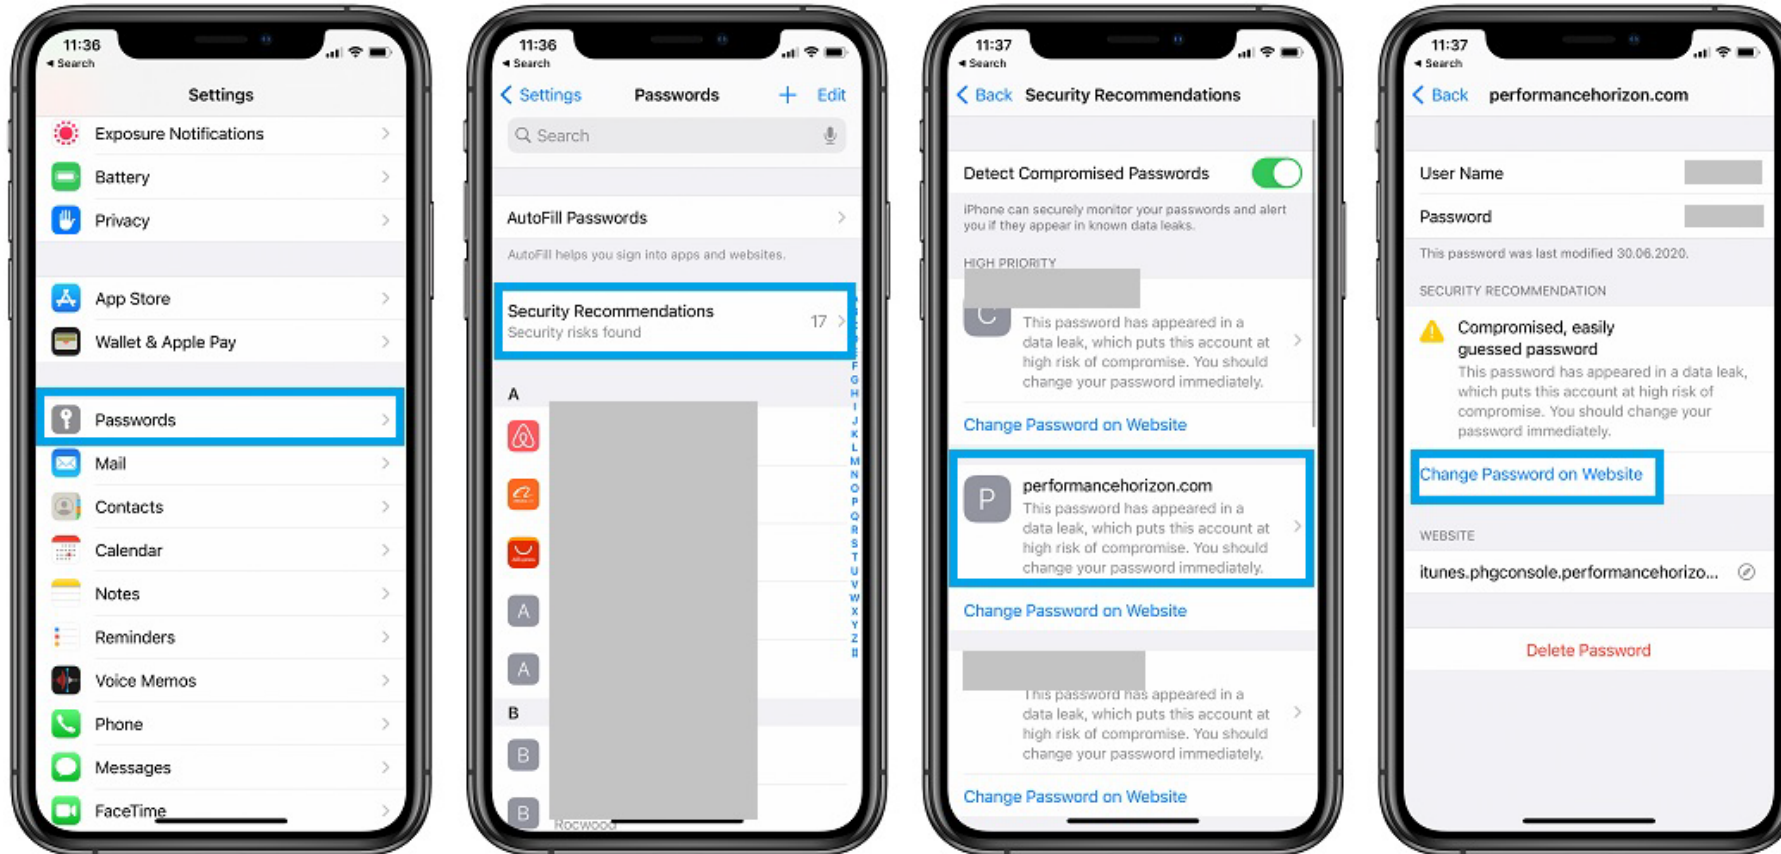 11:36
Search
Settings
Exposure Notifications
Battery
Privacy
App Store
Wallet & Apple Pay
Passwords
Mail
Contacts
Calendar
Notes
Reminders
Voice Memos
Phone
Messages
FaceTime
11:36
Search
Settings
Passwords
+ Edit
Search
AutoFill Passwords
AutoFill helps you sign into apps and websites.
Security Recommendations
Security risks found
17
A
A
A
B
B
B
Rocwood
F
G
H
I
J
K
L
M
N
O
P
Q
R
S
T
U
V
W
X
Y
Z
#
11:37
Search
Back
Security Recommendations
Detect Compromised Passwords
iPhone can securely monitor your passwords and alert
you if they appear in known data leaks.
HIGH PRIORITY
C
This password has appeared in a
data leak, which puts this account at
high risk of compromise. You should
change your password immediately.
Change Password on Website
P
performancehorizon.com
This password has appeared in a
data leak, which puts this account at
high risk of compromise. You should
change your password immediately.
Change Password on Website
This password has appeared in a
data leak, which puts this account at
high risk of compromise. You should
change your password immediately.
Change Password on Website
11:37
Search
Back
performancehorizon.com
User Name
Password
This password was last modified 30.06.2020.
SECURITY RECOMMENDATION
Compromised, easily
guessed password
This password has appeared in a data leak,
which puts this account at high risk of
compromise. You should change your
password immediately.
Change Password on Website
WEBSITE
itunes.phgconsole.performancehorizo...
Delete Password